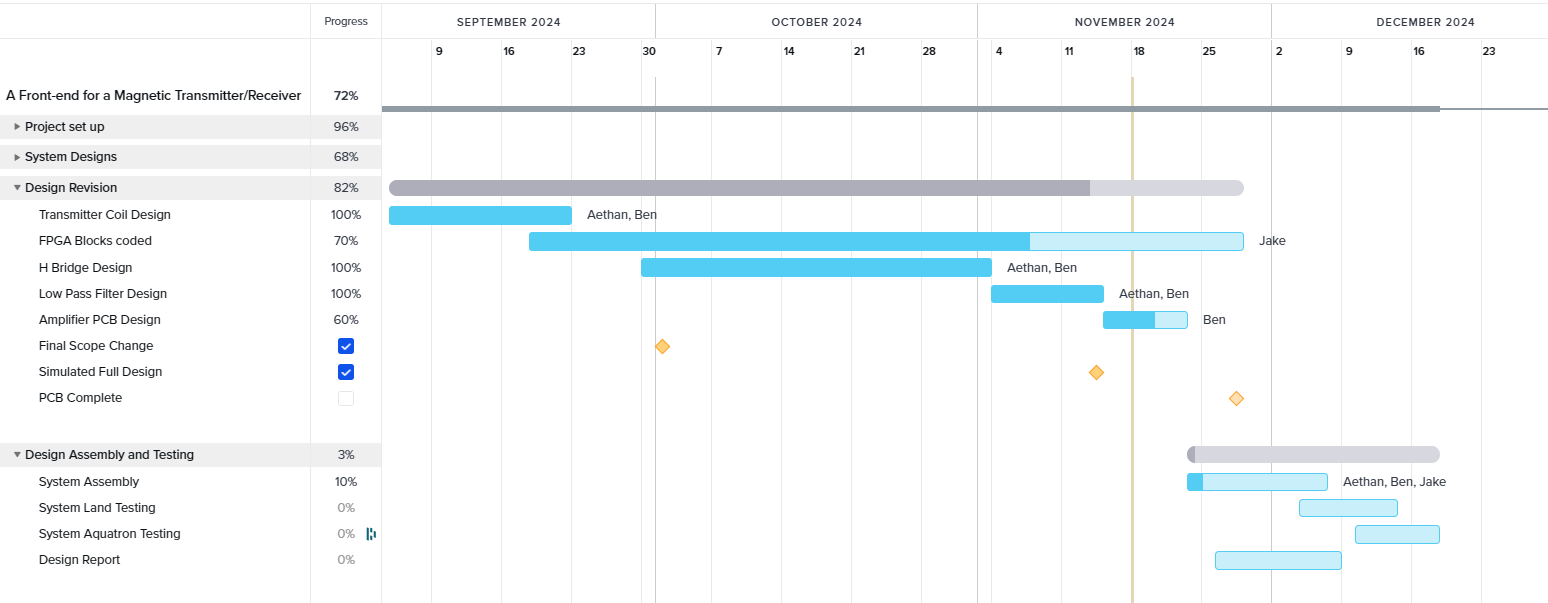 Progress SEPTEMBER 2024 OCTOBER 2024 NOVEMBER 2024 DECEMBER 2024
9 16 23 30 7 14 21 28 4 11 18 25 2 9 16 23
A Front-end for a Magnetic Transmitter/Receiver 72%
Project set up 96%
System Designs 68%
Design Revision 82%
Transmitter Coil Design 100% Aethan, Ben
FPGA Blocks coded 70% Jake
H Bridge Design 100% Aethan, Ben
Low Pass Filter Design 100% Aethan, Ben
Amplifier PCB Design 60% Ben
Final Scope Change
Simulated Full Design
PCB Complete
Design Assembly and Testing 3%
System Assembly 10% Aethan, Ben, Jake
System Land Testing 0%
System Aquatron Testing 0%
Design Report 0%